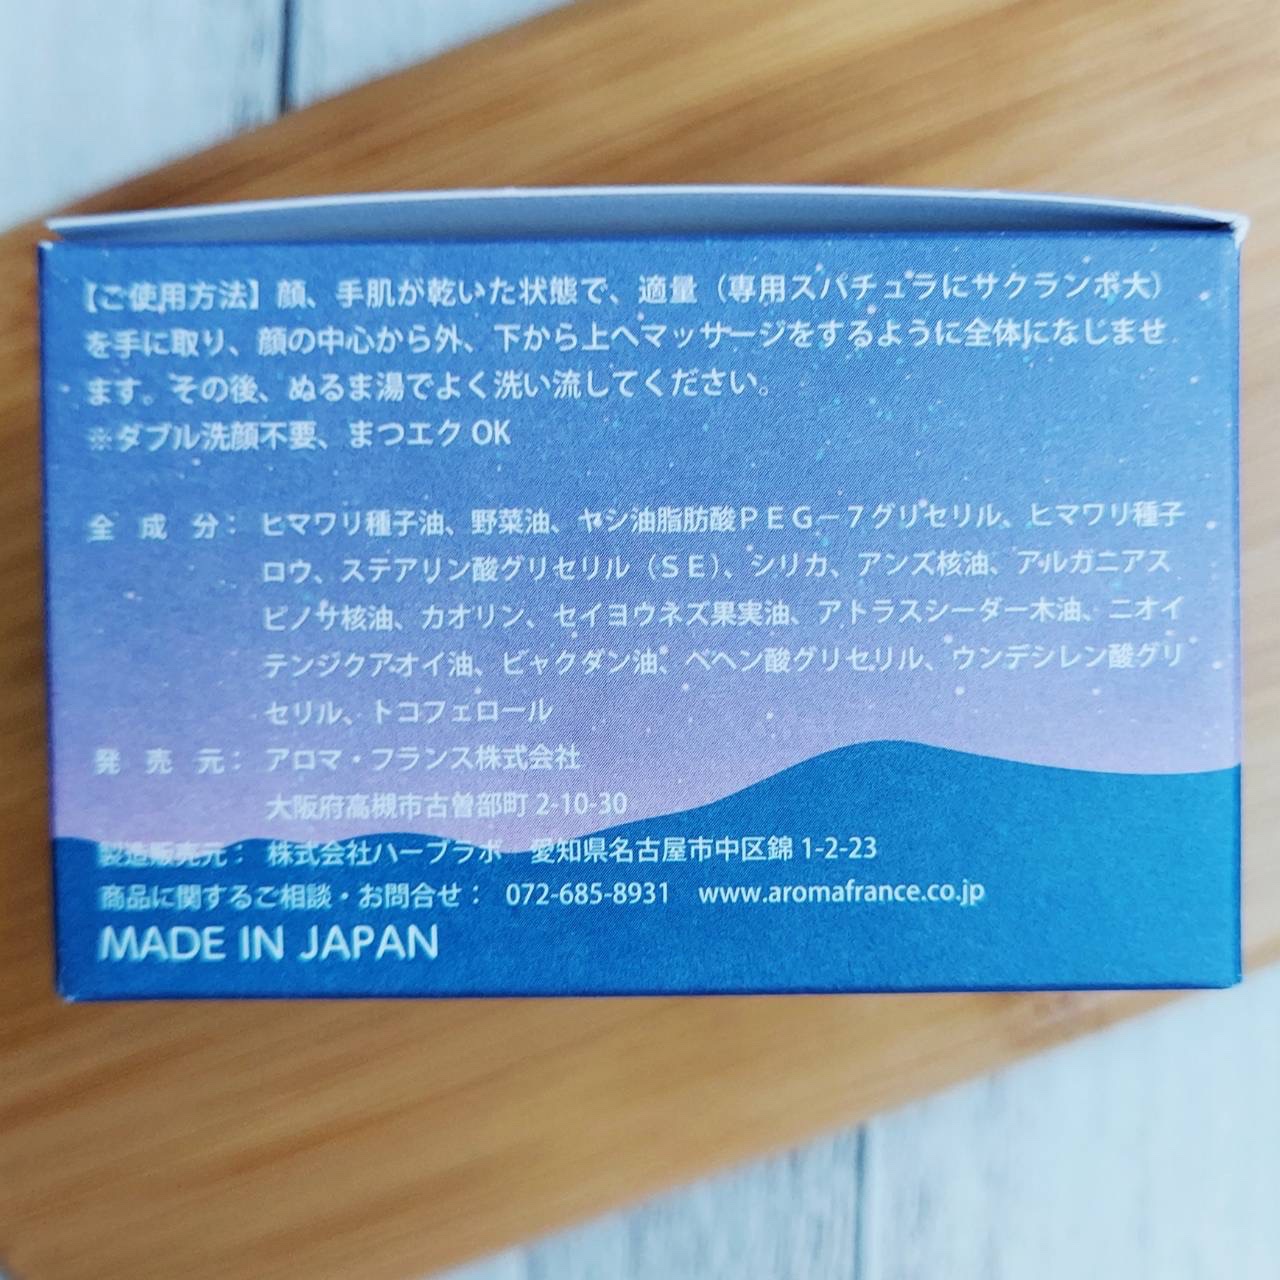 【ご使用方法】顔、手肌が乾いた状態で、適量（専用スパチュラにサクランボ大）
を手に取り、顔の中心から外、下から上へマッサージをするように全体になじませ
ます。その後、ぬるま湯でよく洗い流してください。
※ダブル洗顔不要、まつエク OK
全成分：ヒマワリ種子油、野菜油、ヤシ油脂肪酸ＰＥＧ－７グリセリル、ヒマワリ種子
ロウ、ステアリン酸グリセリル（ＳＥ）、シリカ、アンズ核油、アルガニアス
ピノサ核油、カオリン、セイヨウネズ果実油、アトラスシーダー木油、ニオイ
テンジクアオイ油、ビャクダン油、ベヘン酸グリセリル、ウンデシレン酸グリ
セリル、トコフェロール
発売元：アロマ・フランス株式会社
大阪府高槻市古曽部町 2-10-30
製造販売元：株式会社ハーブラボ　愛知県名古屋市中区錦 1-2-23
商品に関するご相談・お問合せ： 072-685-8931 www.aromafrance.co.jp
MADE IN JAPAN